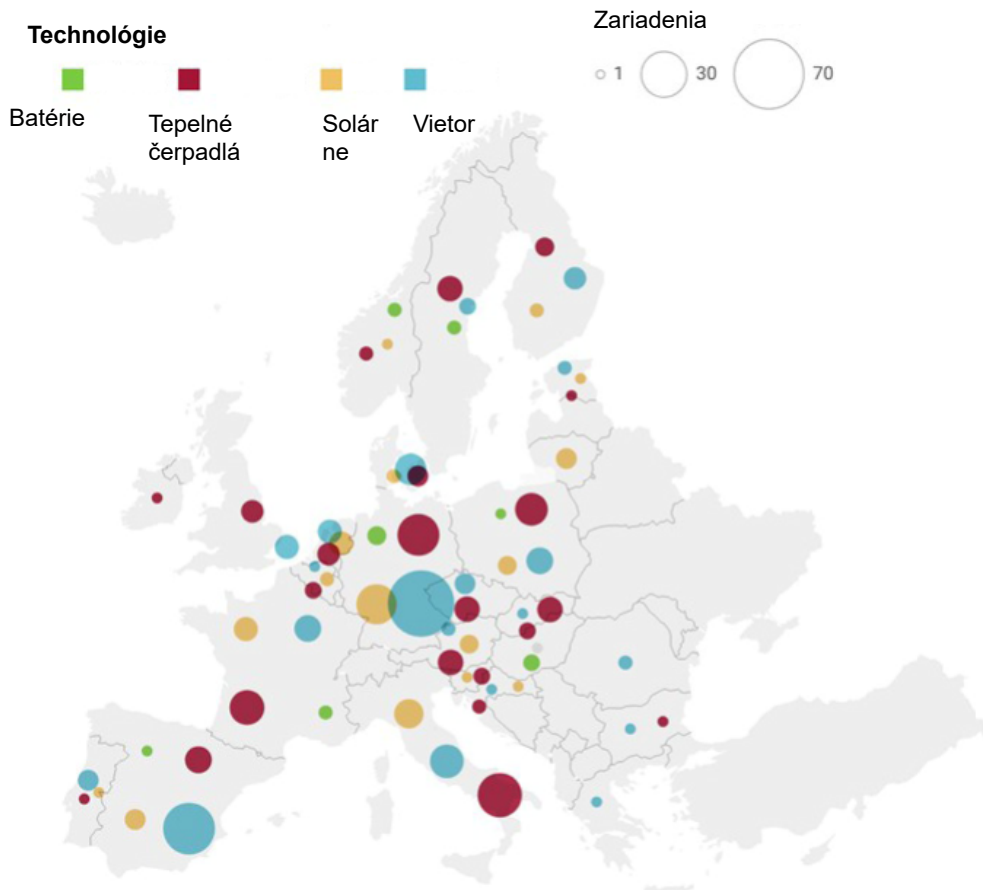 Technológie
Zariadenia
1
30
70
Batérie
Tepelné
čerpadlá
Solár
ne
Vietor